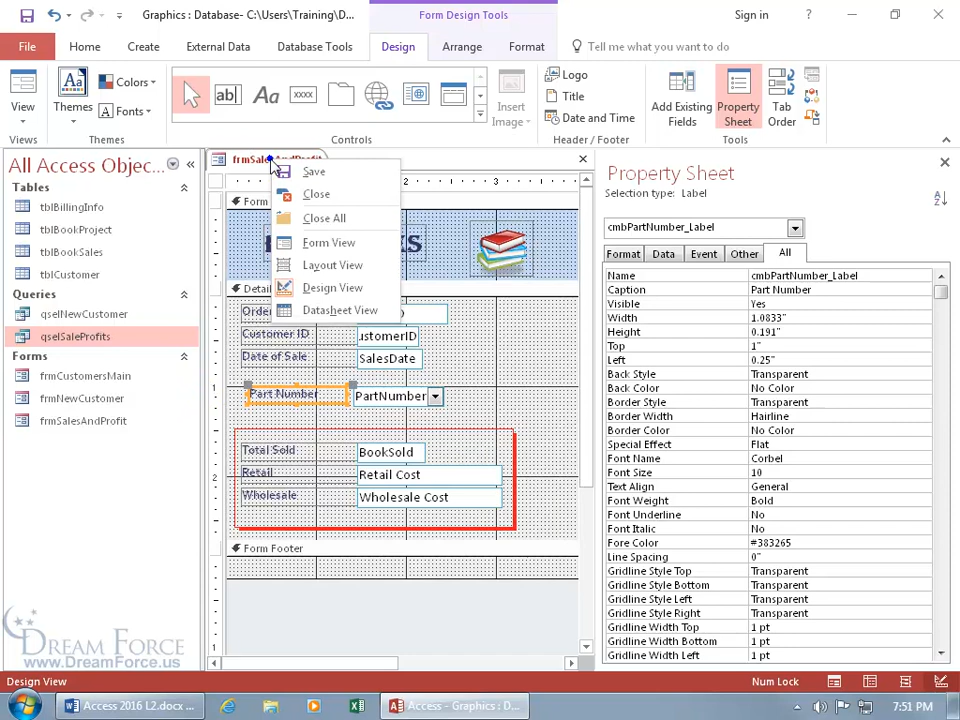 Graphics : Database- C:\Users\Training\D...
Form Design Tools
Sign in
?
File
Home
Create
External Data
Database Tools
Design
Arrange
Format
Tell me what you want to do
View
Themes
Colors
Fonts
ab|
Aa
xxxx
Insert
Image
Logo
Title
Date and Time
Add Existing
Fields
Property
Sheet
Tab
Order
Views
Themes
Controls
Header / Footer
Tools
All Access Objec...
Tables
tblBillingInfo
tblBookProject
tblBookSales
tblCustomer
Queries
qselNewCustomer
qselSaleProfits
Forms
frmCustomersMain
frmNewCustomer
frmSalesAndProfit
Save
Close
Close All
Form View
Layout View
Design View
Datasheet View
2
3
Form
Detai
Customer ID
ustomerID
Date of Sale
SalesDate
1
Part Number
PartNumber
Total Sold
BookSold
2
Retail
Retail Cost
Wholesale
Wholesale Cost
Form Footer
1
Property Sheet
Selection type: Label
cmbPartNumber_Label
Format
Data
Event
Other
All
Name cmbPartNumber_Label
Caption Part Number
Visible Yes
Width 1.0833"
Height 0.191"
Top 1"
Left 0.25"
Back Style Transparent
Back Color No Color
Border Style Transparent
Border Width Hairline
Border Color No Color
Special Effect Flat
Font Name Corbel
Font Size 10
Text Align General
Font Weight Bold
Font Underline No
Font Italic No
Fore Color #383265
Line Spacing 0"
Gridline Style Top Transparent
Gridline Style Bottom Transparent
Gridline Style Left Transparent
Gridline Style Right Transparent
Gridline Width Top 1 pt
Gridline Width Bottom 1 pt
Gridline Width Left 1 pt
DREAM FORCE
www.DreamForce.us
Design View
Num Lock
Access 2016 L2.docx ...
Access - Graphics : D...
7:51 PM